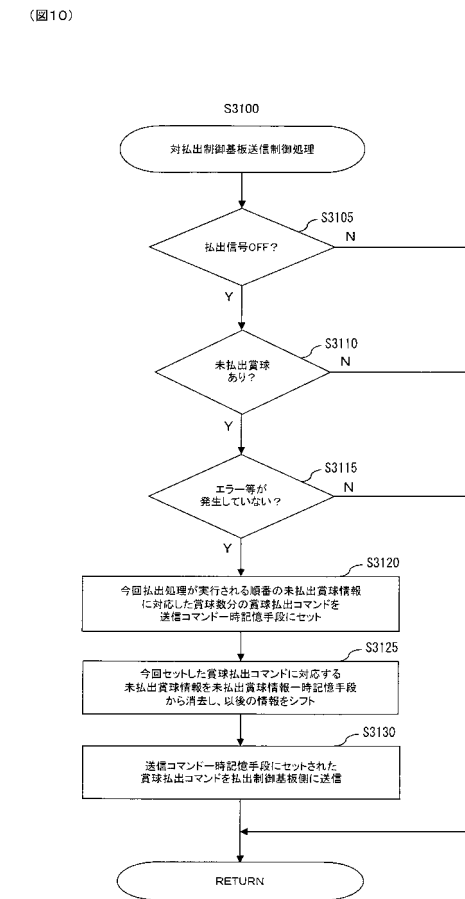 (図10)
S3100
対払出制御基板送信制御処理
S3105
払出信号OFF?
N
Y
S3110
未払出賞球
あり?
N
Y
S3115
エラー等が
発生していない?
N
Y
S3120
今回払出処理が実行される順番の未払出賞球情報
に対応した賞球数分の賞球払出コマンドを
送信コマンド一時記憶手段にセット
S3125
今回セットした賞球払出コマンドに対応する
未払出賞球情報を未払出賞球情報一時記憶手段
から消去し、以後の情報をシフト
S3130
送信コマンド一時記憶手段にセットされた
賞球払出コマンドを払出制御基板側に送信
RETURN